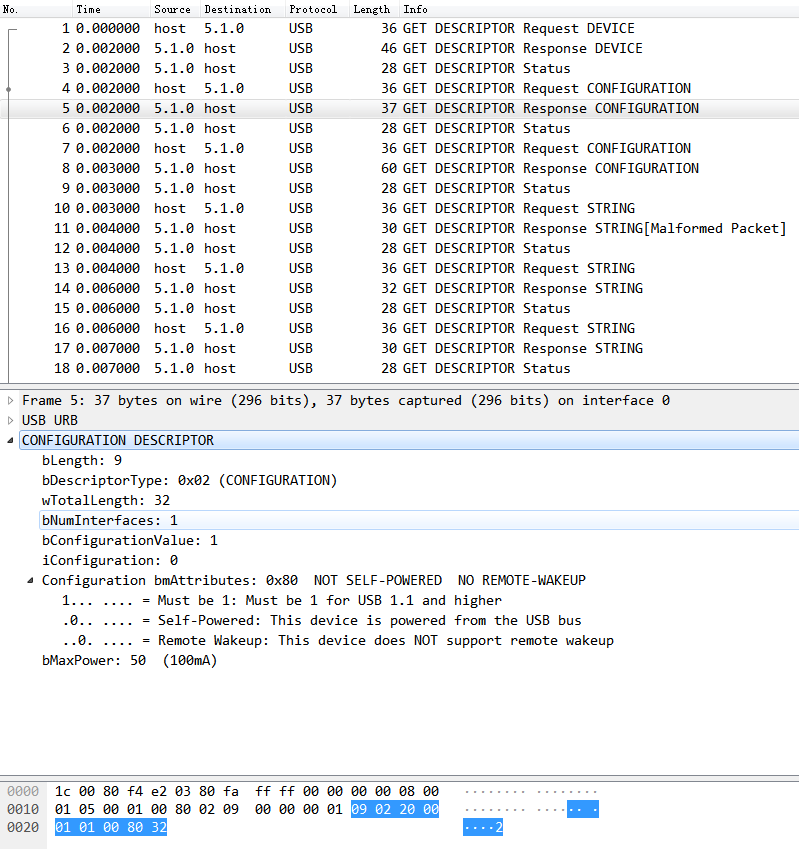 No. Time Source Destination Protocol Length Info
1 0.000000 host 5.1.0 USB 36 GET DESCRIPTOR Request DEVICE
2 0.002000 5.1.0 host USB 46 GET DESCRIPTOR Response DEVICE
3 0.002000 5.1.0 host USB 28 GET DESCRIPTOR Status
4 0.002000 host 5.1.0 USB 36 GET DESCRIPTOR Request CONFIGURATION
5 0.002000 5.1.0 host USB 37 GET DESCRIPTOR Response CONFIGURATION
6 0.002000 5.1.0 host USB 28 GET DESCRIPTOR Status
7 0.002000 host 5.1.0 USB 36 GET DESCRIPTOR Request CONFIGURATION
8 0.003000 5.1.0 host USB 60 GET DESCRIPTOR Response CONFIGURATION
9 0.003000 5.1.0 host USB 28 GET DESCRIPTOR Status
10 0.003000 host 5.1.0 USB 36 GET DESCRIPTOR Request STRING
11 0.004000 5.1.0 host USB 30 GET DESCRIPTOR Response STRING[Malformed Packet]
12 0.004000 5.1.0 host USB 28 GET DESCRIPTOR Status
13 0.004000 host 5.1.0 USB 36 GET DESCRIPTOR Request STRING
14 0.006000 5.1.0 host USB 32 GET DESCRIPTOR Response STRING
15 0.006000 5.1.0 host USB 28 GET DESCRIPTOR Status
16 0.006000 host 5.1.0 USB 36 GET DESCRIPTOR Request STRING
17 0.007000 5.1.0 host USB 30 GET DESCRIPTOR Response STRING
18 0.007000 5.1.0 host USB 28 GET DESCRIPTOR Status
Frame 5: 37 bytes on wire (296 bits), 37 bytes captured (296 bits) on interface 0
USB URB
CONFIGURATION DESCRIPTOR
bLength: 9
bDescriptorType: 0x02 (CONFIGURATION)
wTotalLength: 32
bNumInterfaces: 1
bConfigurationValue: 1
iConfiguration: 0
Configuration bmAttributes: 0x80  NOT SELF-POWERED  NO REMOTE-WAKEUP
1... .... = Must be 1: Must be 1 for USB 1.1 and higher
.0.. .... = Self-Powered: This device is powered from the USB bus
..0. .... = Remote Wakeup: This device does NOT support remote wakeup
bMaxPower: 50  (100mA)
0000 1c 00 80 f4 e2 03 80 fa ff ff 00 00 00 00 08 00 ........ ........
0010 01 05 00 01 00 80 02 09 00 00 00 01 09 02 20 00 ........ ...... .
0020 01 01 00 80 32 ....2